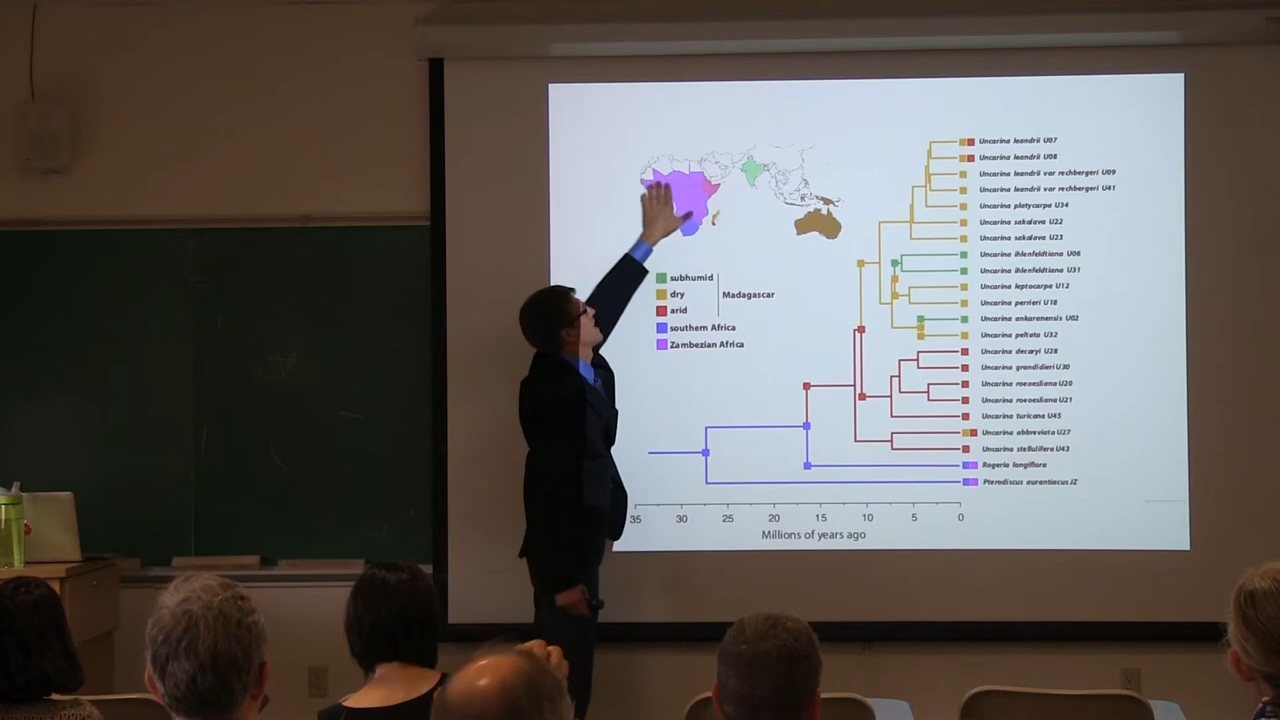 Uncarina leandrii U07
Uncarina leandrii U08
Uncarina leandrii var rechbergeri U09
Uncarina leandrii var rechbergeri U41
Uncarina platycarpa U34
Uncarina sakalava U22
Uncarina sakalava U23
Uncarina ihlenfeldtiana U06
Uncarina ihlenfeldtiana U31
Uncarina leptocarpa U12
Uncarina perrieri U18
Uncarina ankaranensis U02
Uncarina peltata U32
Uncarina decaryi U28
Uncarina grandidieri U30
Uncarina roeoesliana U20
Uncarina roeoesliana U21
Uncarina turicana U45
Uncarina abbreviata U27
Uncarina stellulifera U43
Rogeria longiflora
Pterodiscus aurantiacus JZ
subhumid
dry
arid
Madagascar
southern Africa
Zambezian Africa
35 30 25 20 15 10 5 0
Millions of years ago